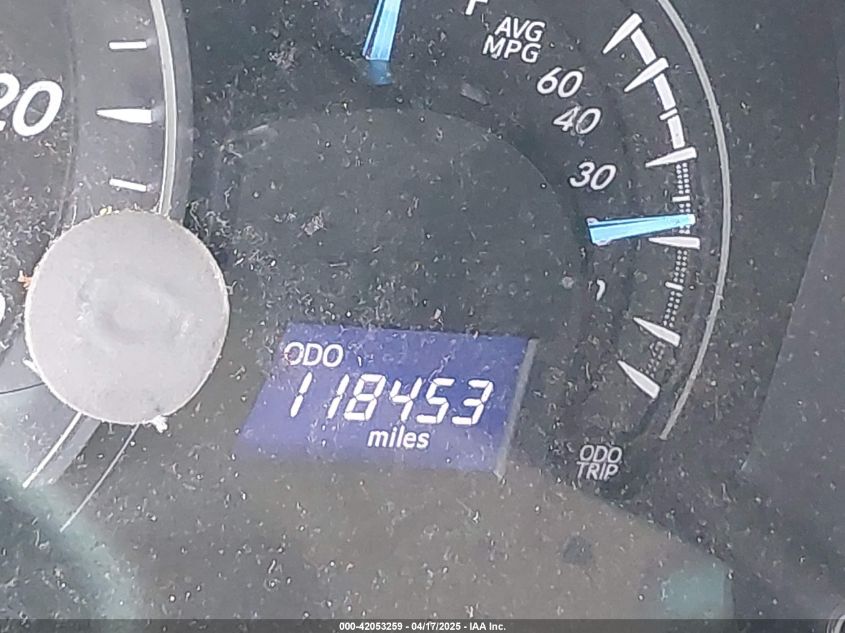 20
AVG
MPG
60
40
30
ODO
118453
miles
ODO
TRIP
000-42053259 - 04/17/2025 - IAA Inc.